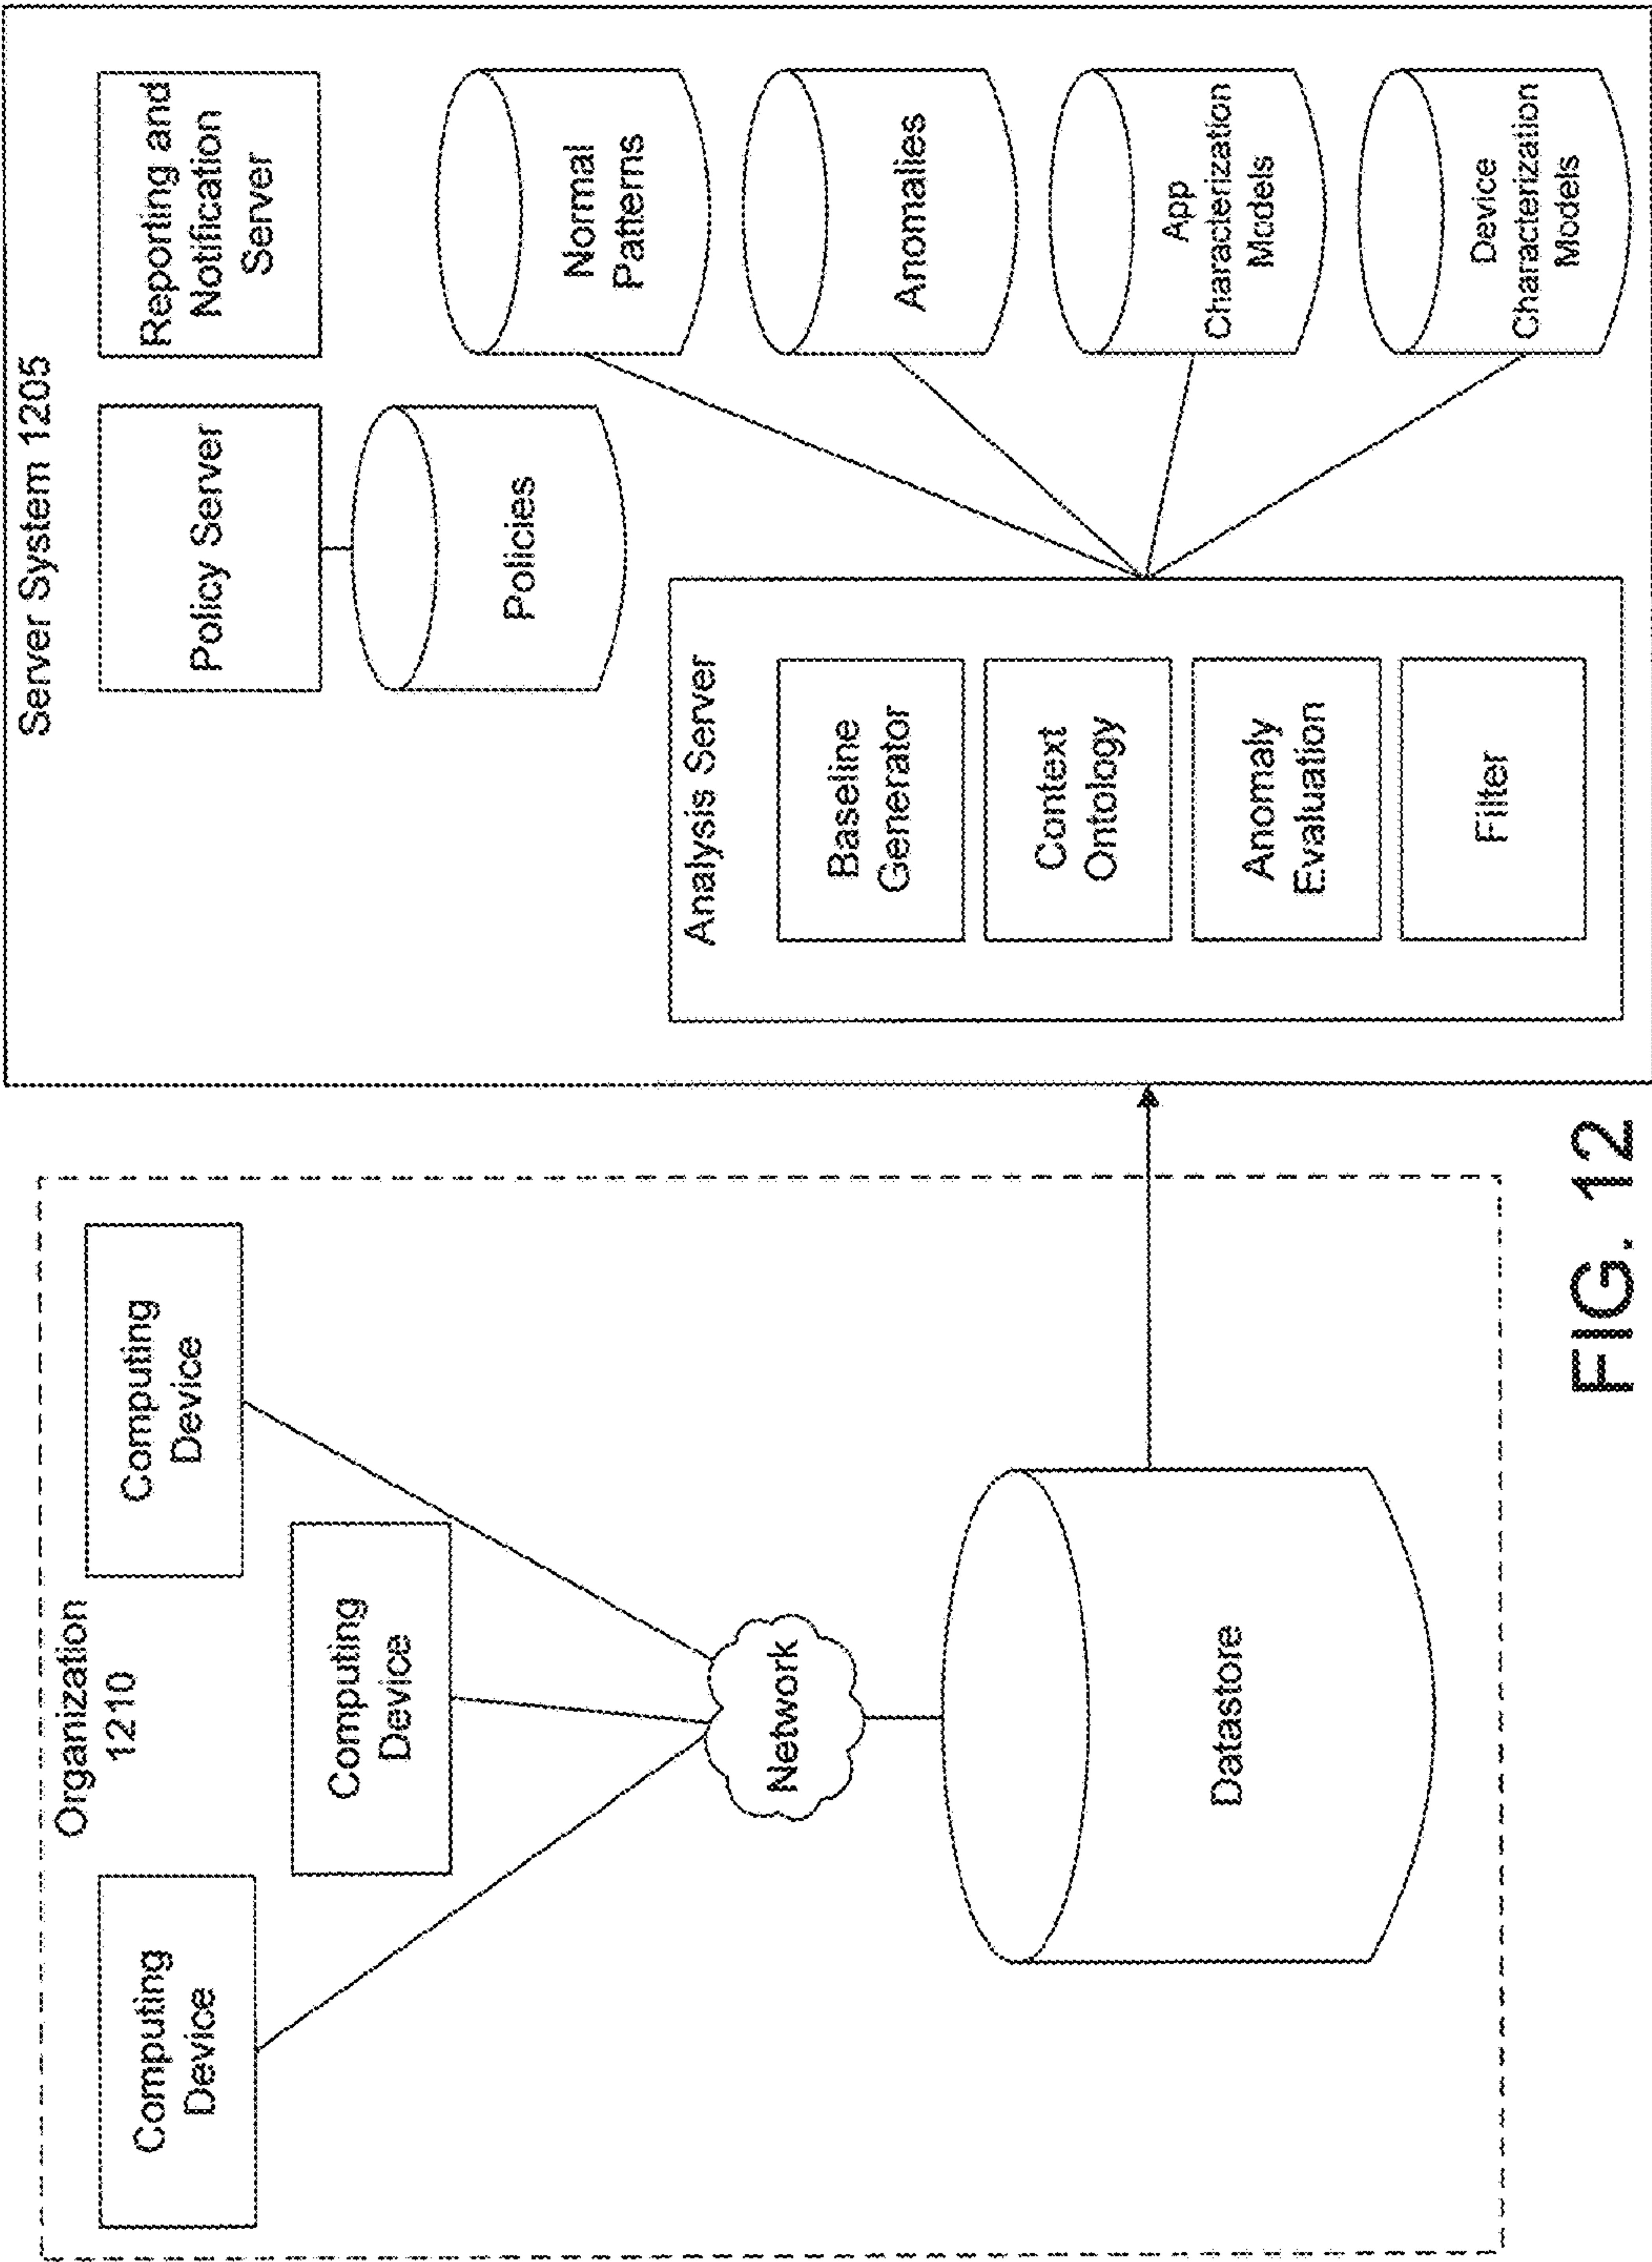 Organization
1210
Computing
Device
Computing
Device
Computing
Device
Network
Datastore
Server System 1205
Policy Server
Policies
Reporting and
Notification
Server
Analysis Server
Baseline
Generator
Context
Ontology
Anomaly
Evaluation
Filter
Normal
Patterns
Anomalies
App
Characterization
Models
Device
Characterization
Models
FIG. 12